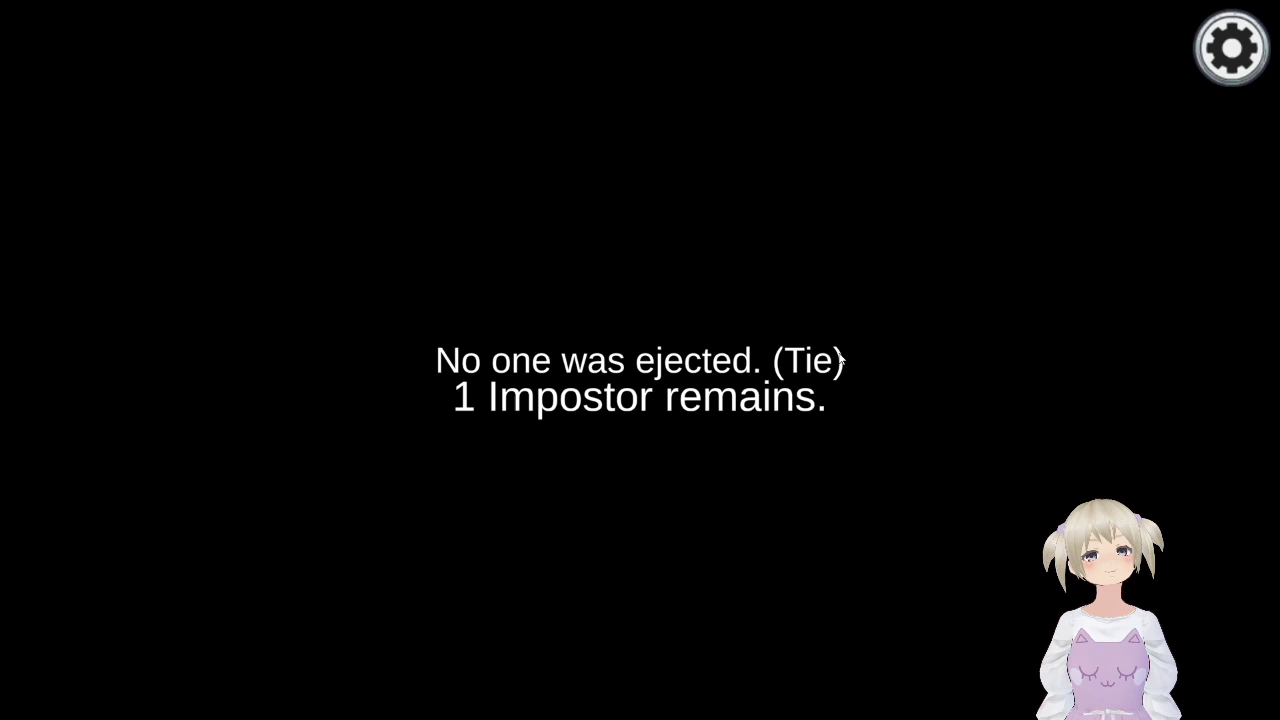 No one was ejected. (Tie)
1 Impostor remains.